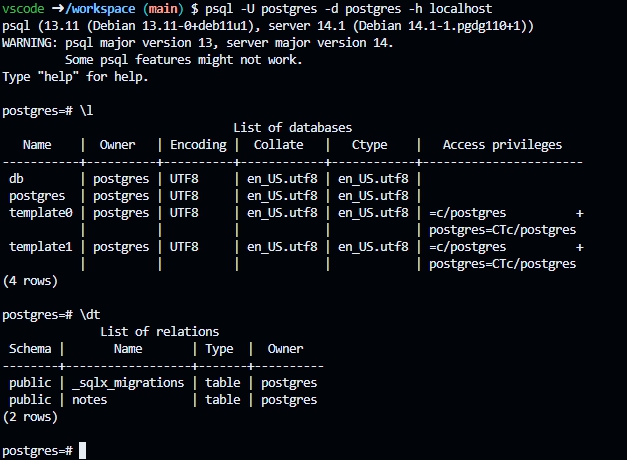 vscode ➜/workspace (main) $ psql -U postgres -d postgres -h localhost
psql (13.11 (Debian 13.11-0+deb11u1), server 14.1 (Debian 14.1-1.pgdg110+1))
WARNING: psql major version 13, server major version 14.
         Some psql features might not work.
Type "help" for help.

postgres=# \l
                                 List of databases
   Name    |  Owner   | Encoding |  Collate   |   Ctype    |   Access privileges
-----------+----------+----------+------------+------------+-----------------------
 db        | postgres | UTF8     | en_US.utf8 | en_US.utf8 |
 postgres  | postgres | UTF8     | en_US.utf8 | en_US.utf8 |
 template0 | postgres | UTF8     | en_US.utf8 | en_US.utf8 | =c/postgres          +
           |          |          |            |            | postgres=CTc/postgres
 template1 | postgres | UTF8     | en_US.utf8 | en_US.utf8 | =c/postgres          +
           |          |          |            |            | postgres=CTc/postgres
(4 rows)

postgres=# \dt
              List of relations
 Schema |       Name       | Type  |  Owner
--------+------------------+-------+----------
 public | _sqlx_migrations | table | postgres
 public | notes            | table | postgres
(2 rows)

postgres=#